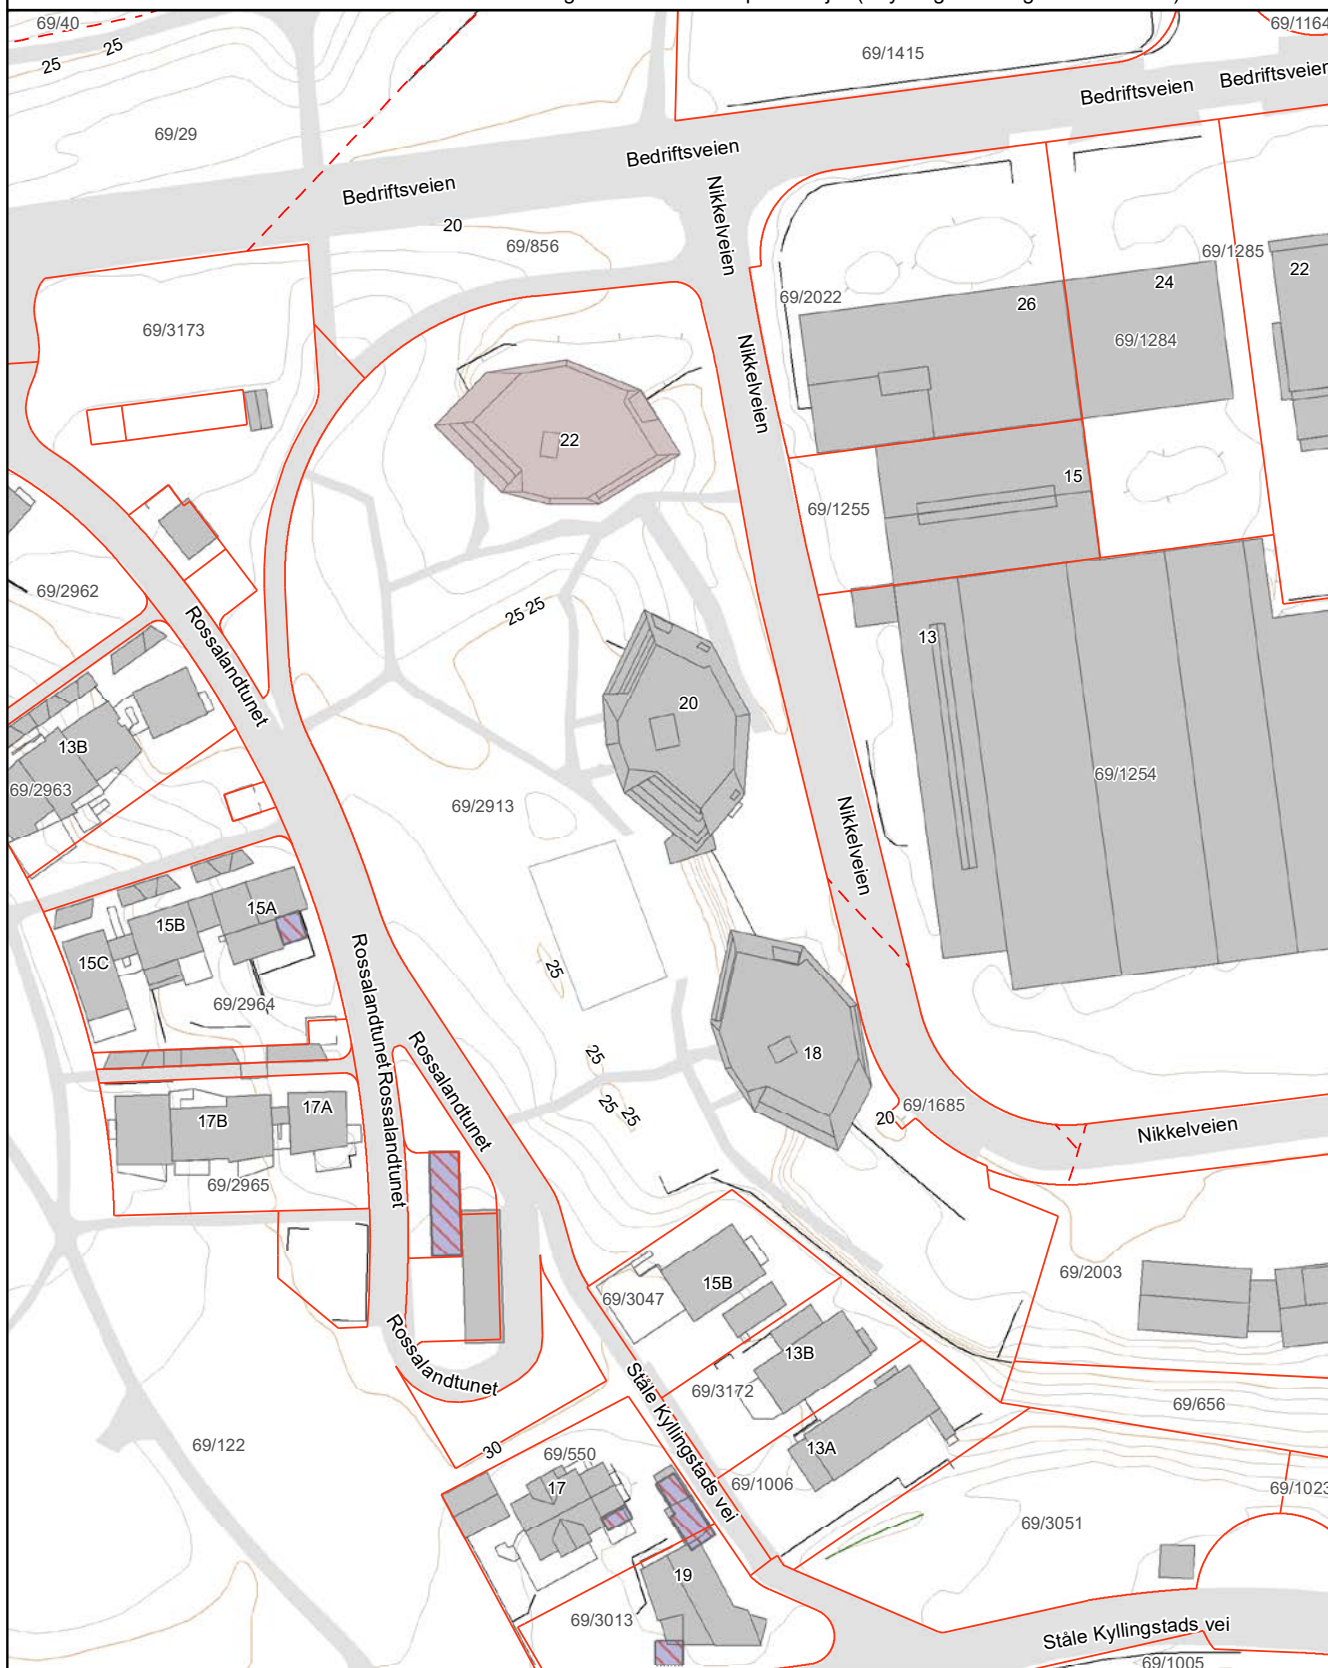 69/40
25
25
69/1415
69/1164
Bedriftsveien
Bedriftsveien
69/29
Bedriftsveien
Bedriftsveien
Nikkelveien
20
69/856
69/1285
22
24
69/2022
26
69/3173
69/1284
Nikkelveien
22
15
69/1255
69/2962
25 25
Rossalandtunet
13
20
13B
69/2963
69/2913
69/1254
Nikkelveien
15A
15B
15C
25
69/2964
Rossalandtunet
Rossalandtunet
25
18
25
25
Rossalandtunet
17A
17B
69/1685
20
Nikkelveien
69/2965
69/2003
15B
69/3047
Rossalandtunet
13B
69/3172
Ståle Kyllingstads vei
69/656
69/122
30
69/550
13A
17
69/1006
69/1023
69/3051
19
69/3013
Ståle Kyllingstads vei
69/1005